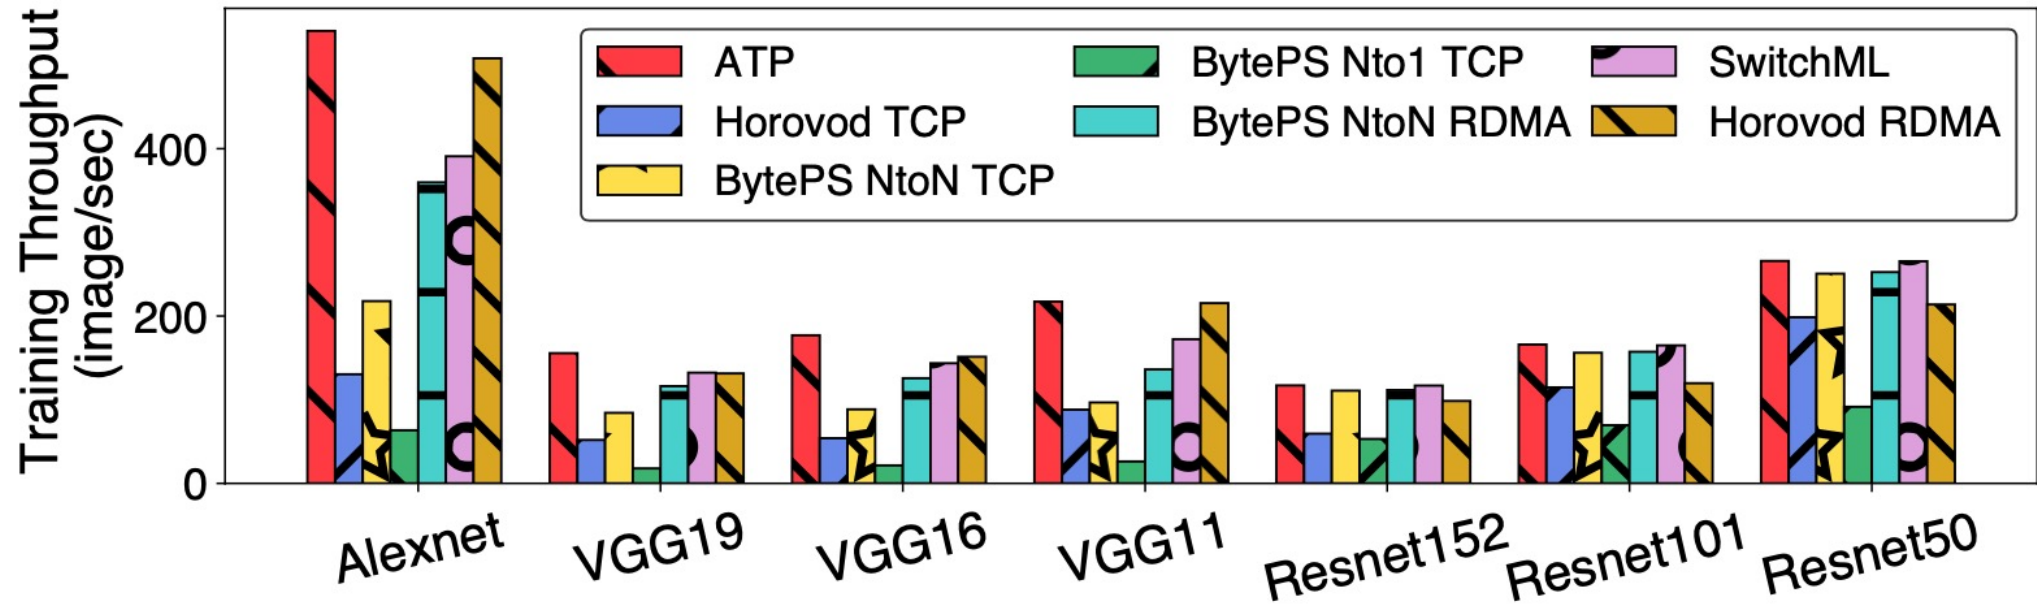 Training Throughput
(image/sec)
400
200
0
ATP
Horovod TCP
BytePS NtoN TCP
BytePS Nto1 TCP
BytePS NtoN RDMA
SwitchML
Horovod RDMA
Alexnet
VGG19
VGG16
VGG11
Resnet152
Resnet101
Resnet50